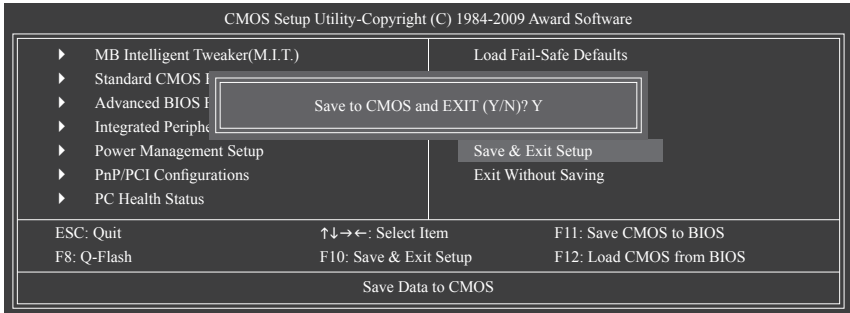 CMOS Setup Utility-Copyright (C) 1984-2009 Award Software
MB Intelligent Tweaker(M.I.T.)
Standard CMOS
Advanced BIOS
Integrated
Power Management Setup
PnP/PCI Configurations
PC Health Status
Load Fail-Safe Defaults
Save to CMOS and EXIT (Y/N)? Y
Save & Exit Setup
Exit Without Saving
ESC: Quit
↑↓→←: Select Item
F11: Save CMOS to BIOS
F8: Q-Flash
F10: Save & Exit Setup
F12: Load CMOS from BIOS
Save Data to CMOS